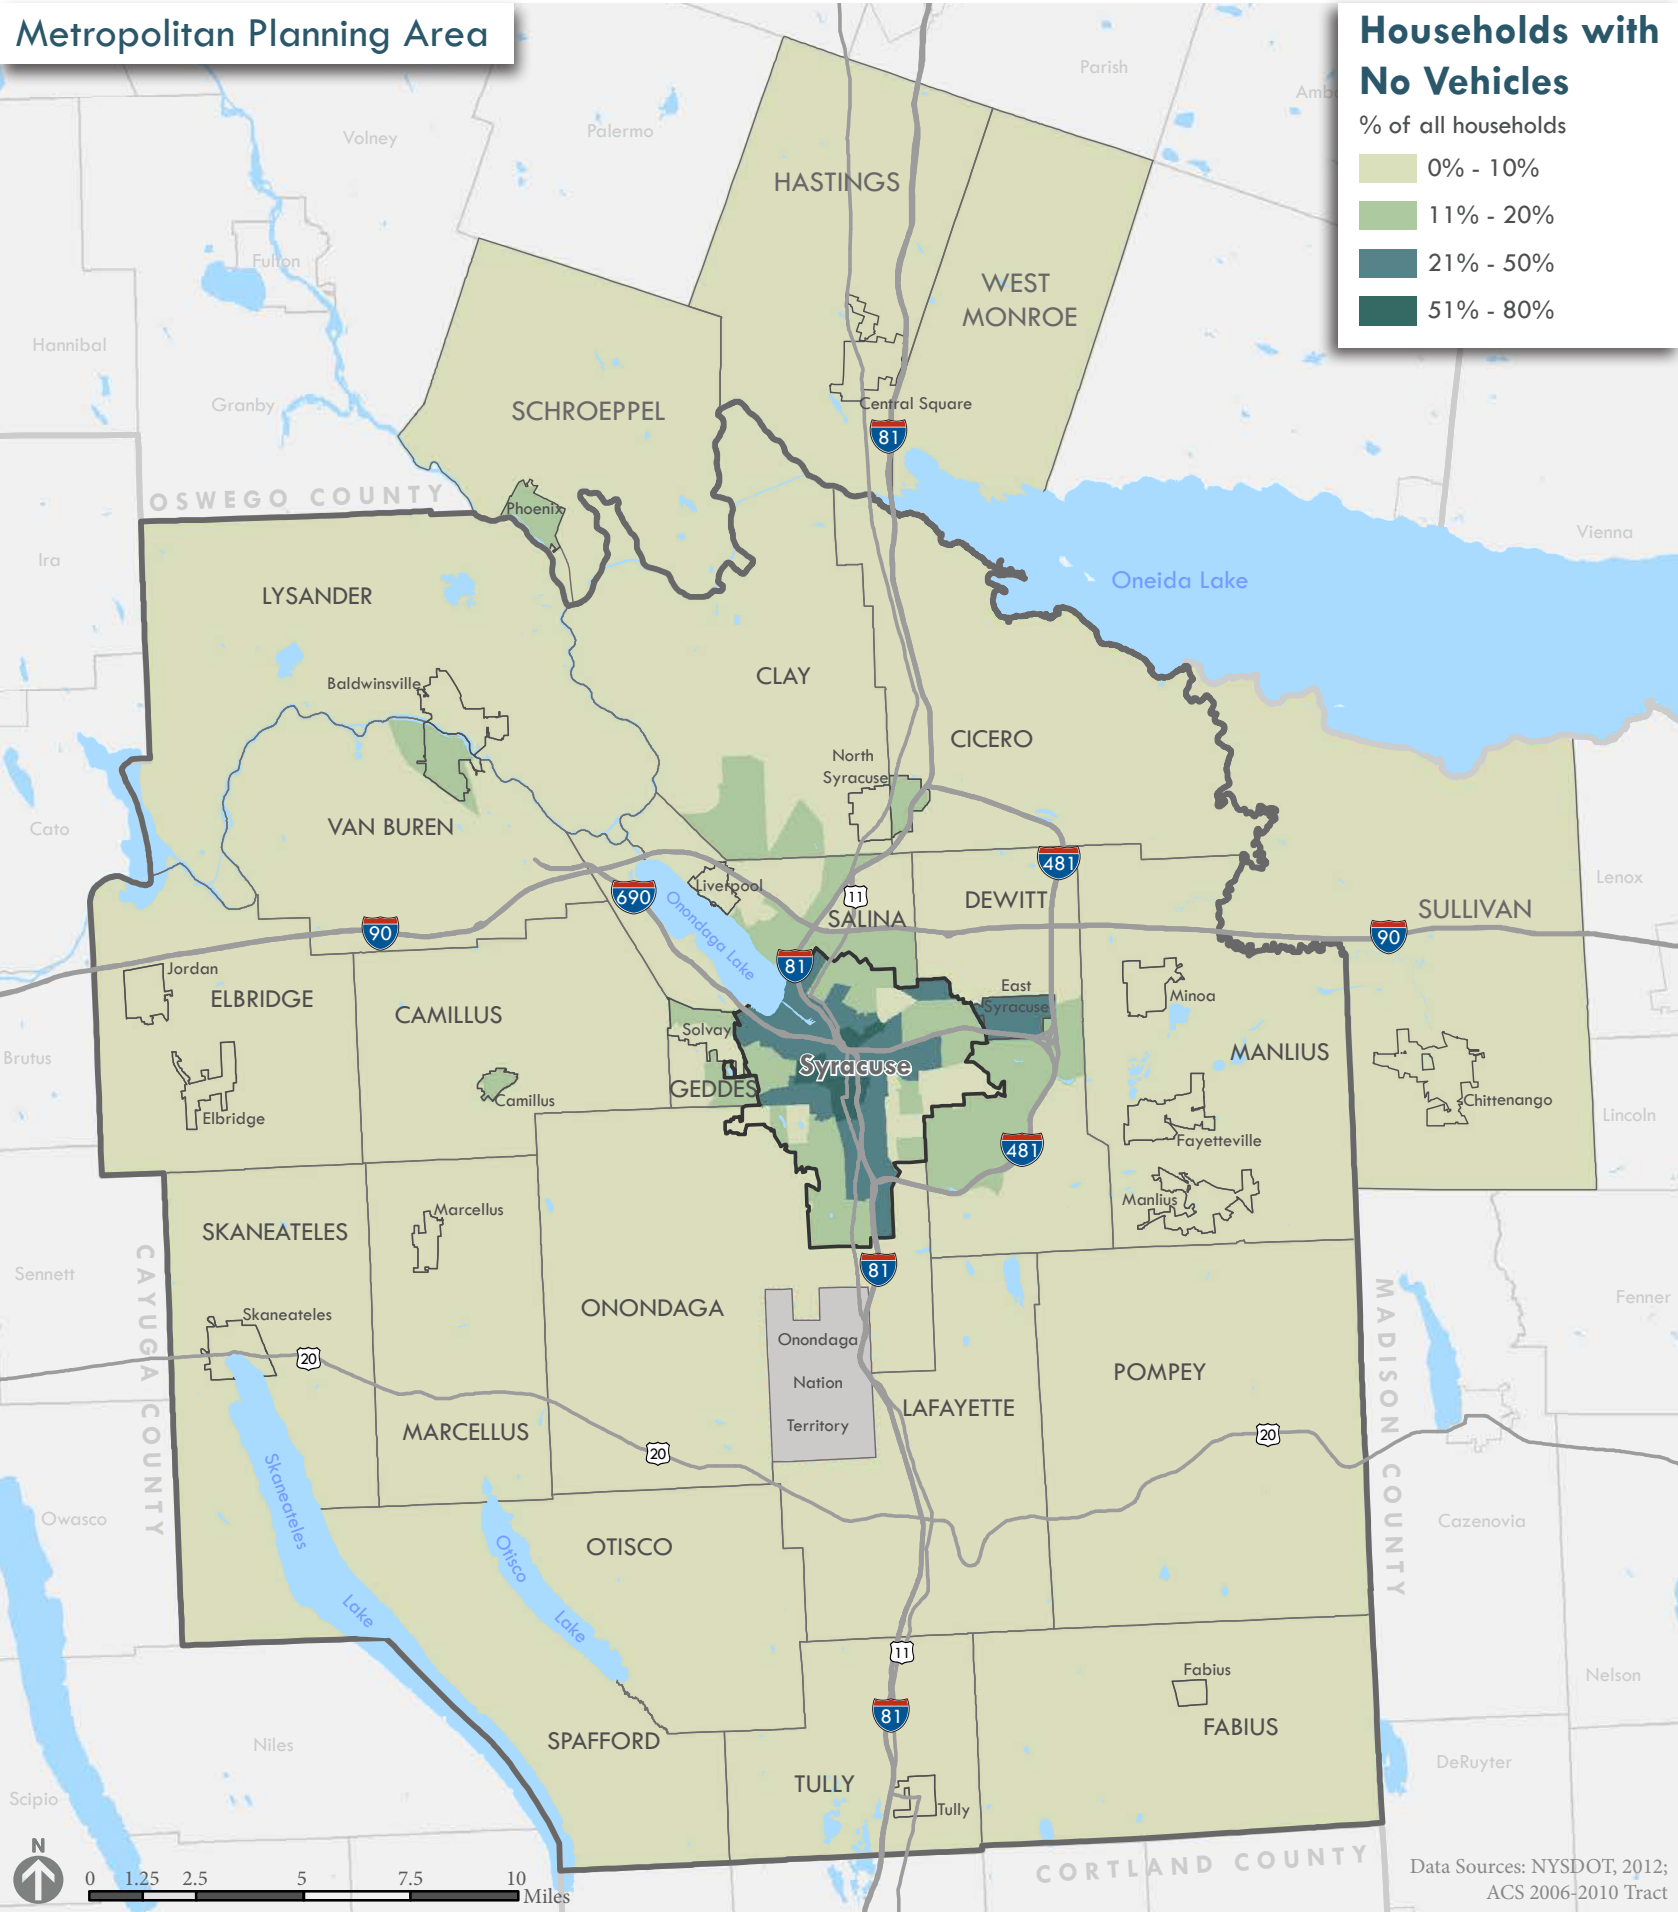 Metropolitan Planning Area
Households with
No Vehicles
% of all households
0% - 10%
11% - 20%
21% - 50%
51% - 80%
Parish
Volney
Palermo
HASTINGS
Fulton
WEST
MONROE
Hannibal
Granby
SCHROEPPEL
Central Square
81
OSWEGO COUNTY
Phoenix
Vienna
Ira
Oneida Lake
LYSANDER
CLAY
Baldwinsville
CICERO
North
Syracuse
Cato
VAN BUREN
481
Lenox
Liverpool
690
11
DEWITT
SALINA
SULLIVAN
90
90
Onondaga Lake
81
Jordan
ELBRIDGE
CAMILLUS
East
Syracuse
Minoa
Solvay
Brutus
MANLIUS
Syracuse
GEDDES
Camillus
Chittenango
Elbridge
Lincoln
Fayetteville
481
Manlius
Marcellus
SKANEATELES
Sennett
81
CAYUGA COUNTY
MADISON COUNTY
Fenner
ONONDAGA
Skaneateles
Onondaga
Nation
Territory
20
POMPEY
LAFAYETTE
MARCELLUS
20
20
Skaneateles
Lake
Owasco
Cazenovia
OTISCO
Otisco
Lake
11
Fabius
Nelson
81
FABIUS
SPAFFORD
Niles
DeRuyter
TULLY
Scipio
Tully
N
CORTLAND COUNTY
0 1.25 2.5 5 7.5 10
Miles
Data Sources: NYSDOT, 2012;
ACS 2006-2010 Tract